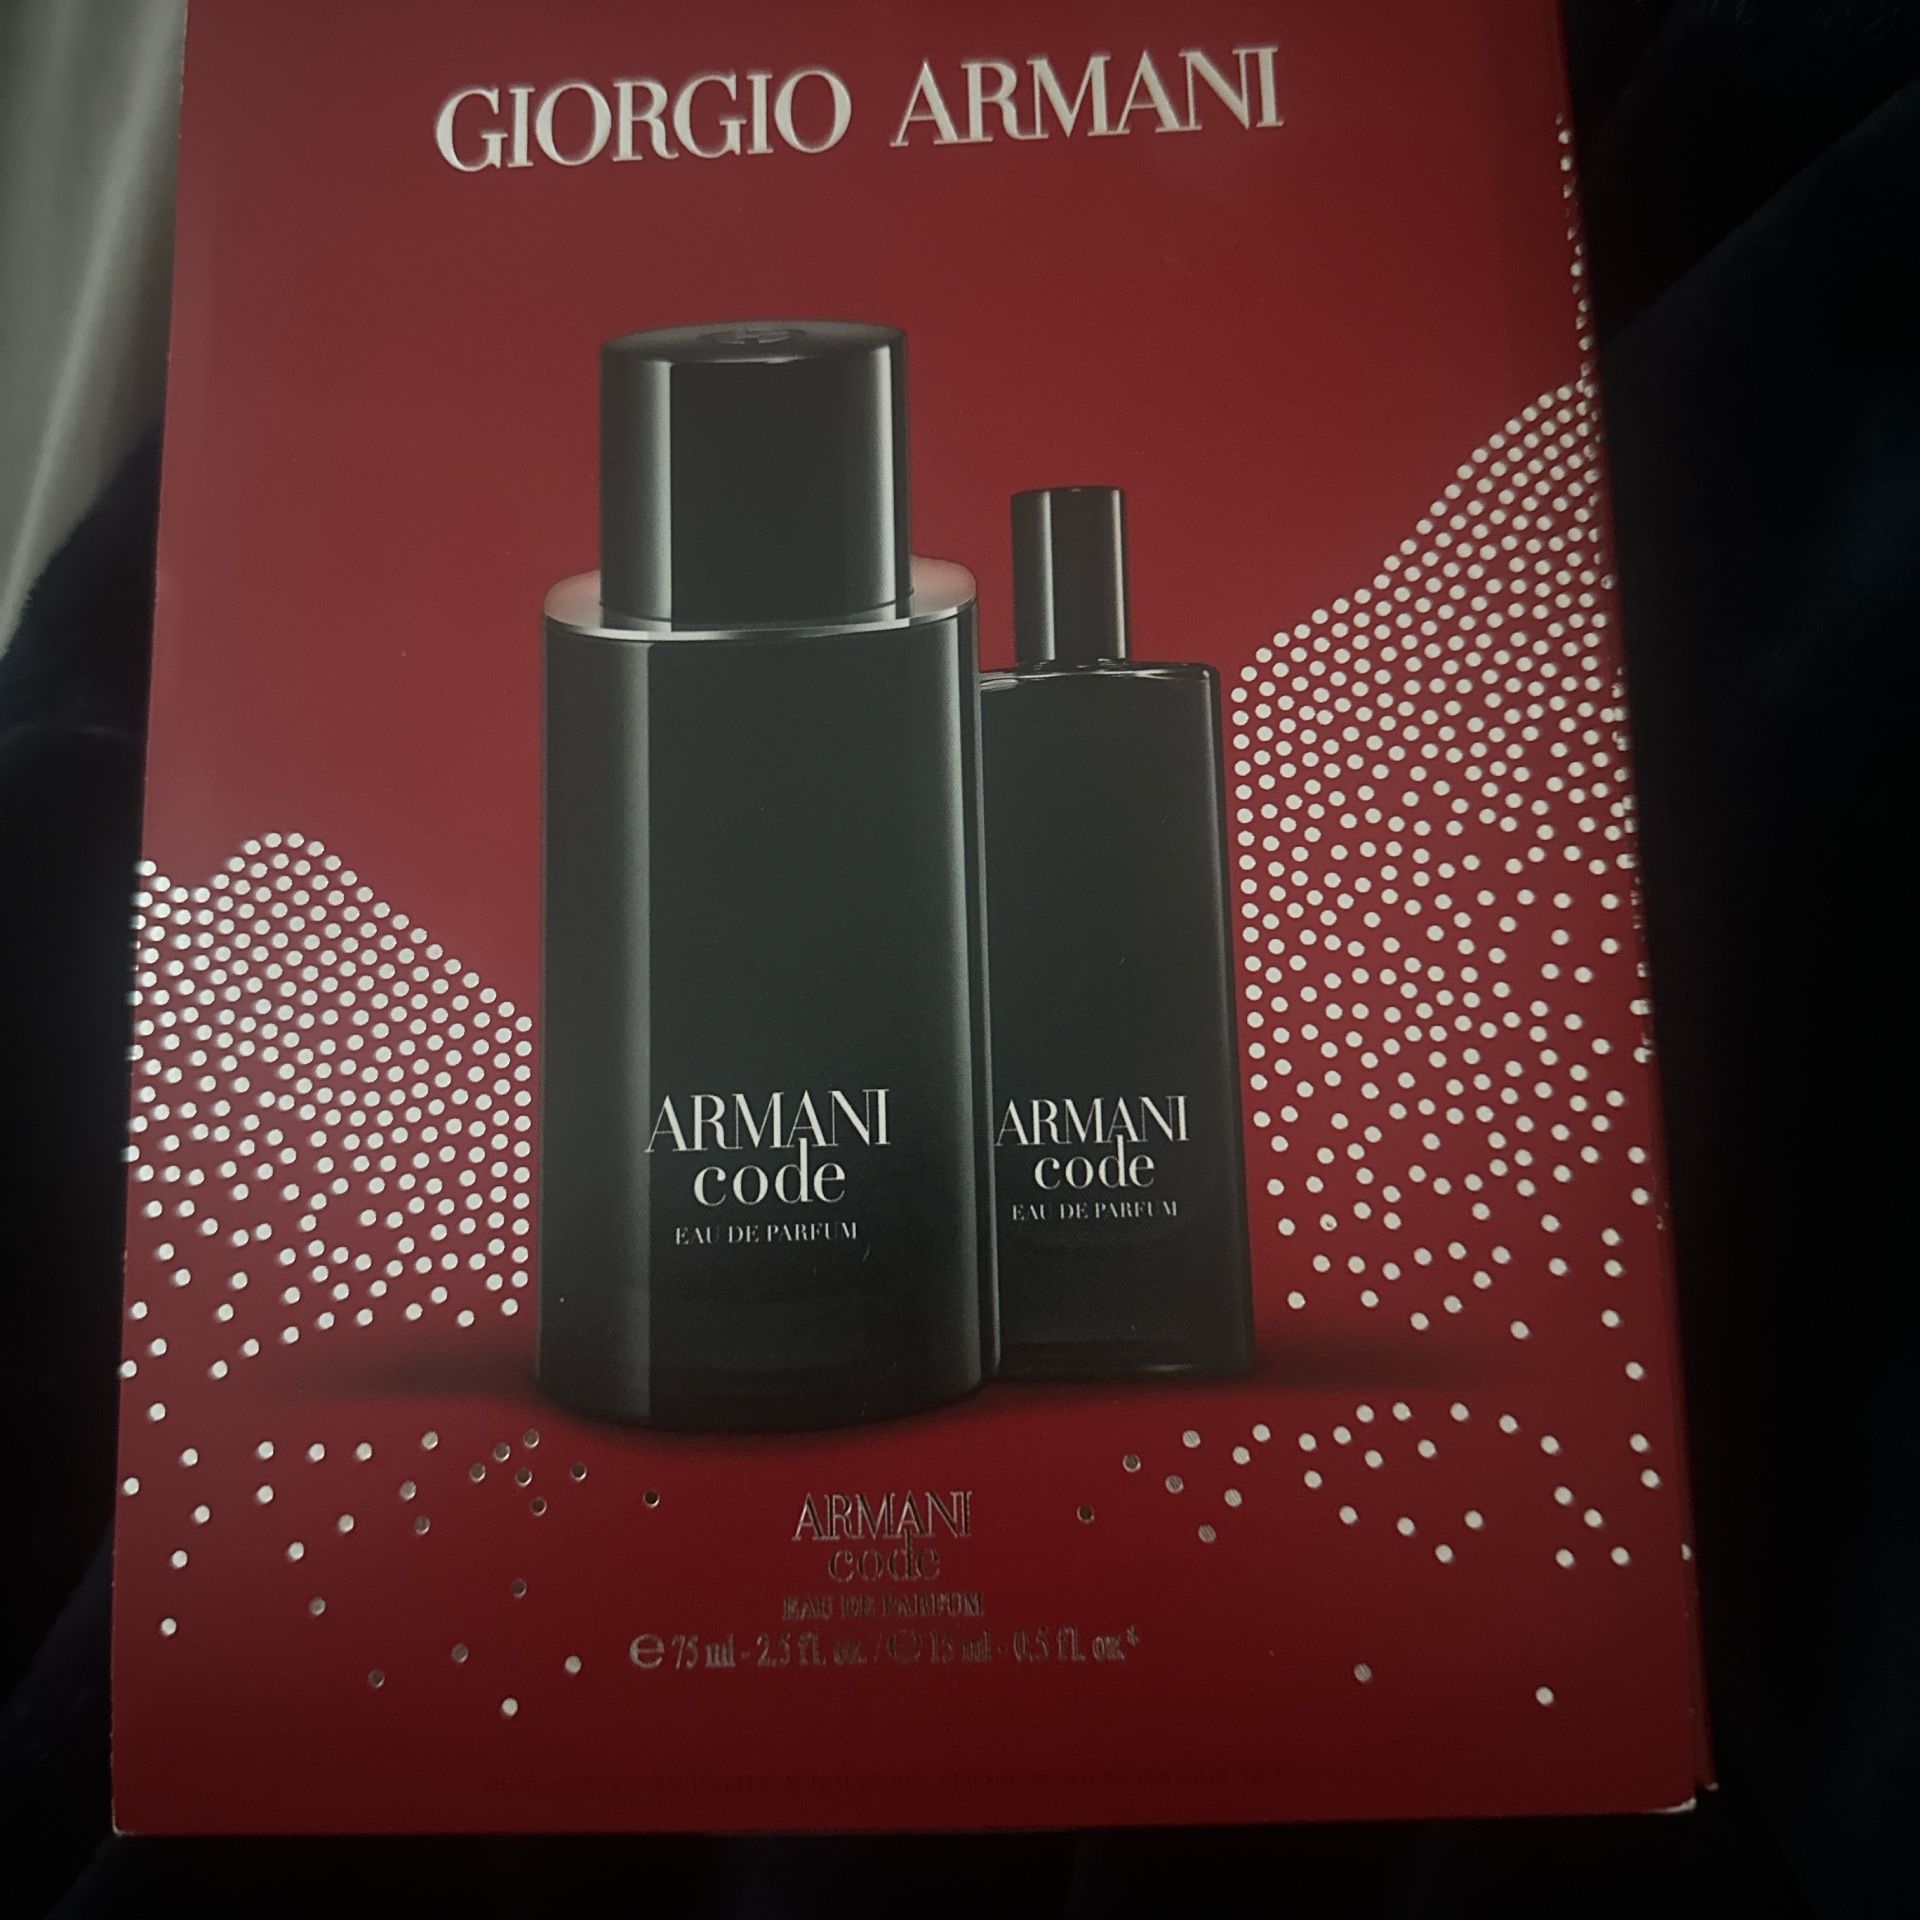 GIORGIO ARMANI
ARMANI
code
EAU DE PARFUM
ARMANI
code
EAU DE PARFUM
ARMANI
code
EAU DE PARFUM
℮ 75 ml - 2.5 fl. oz. / ℮ 15 ml - 0.5 fl. oz.*